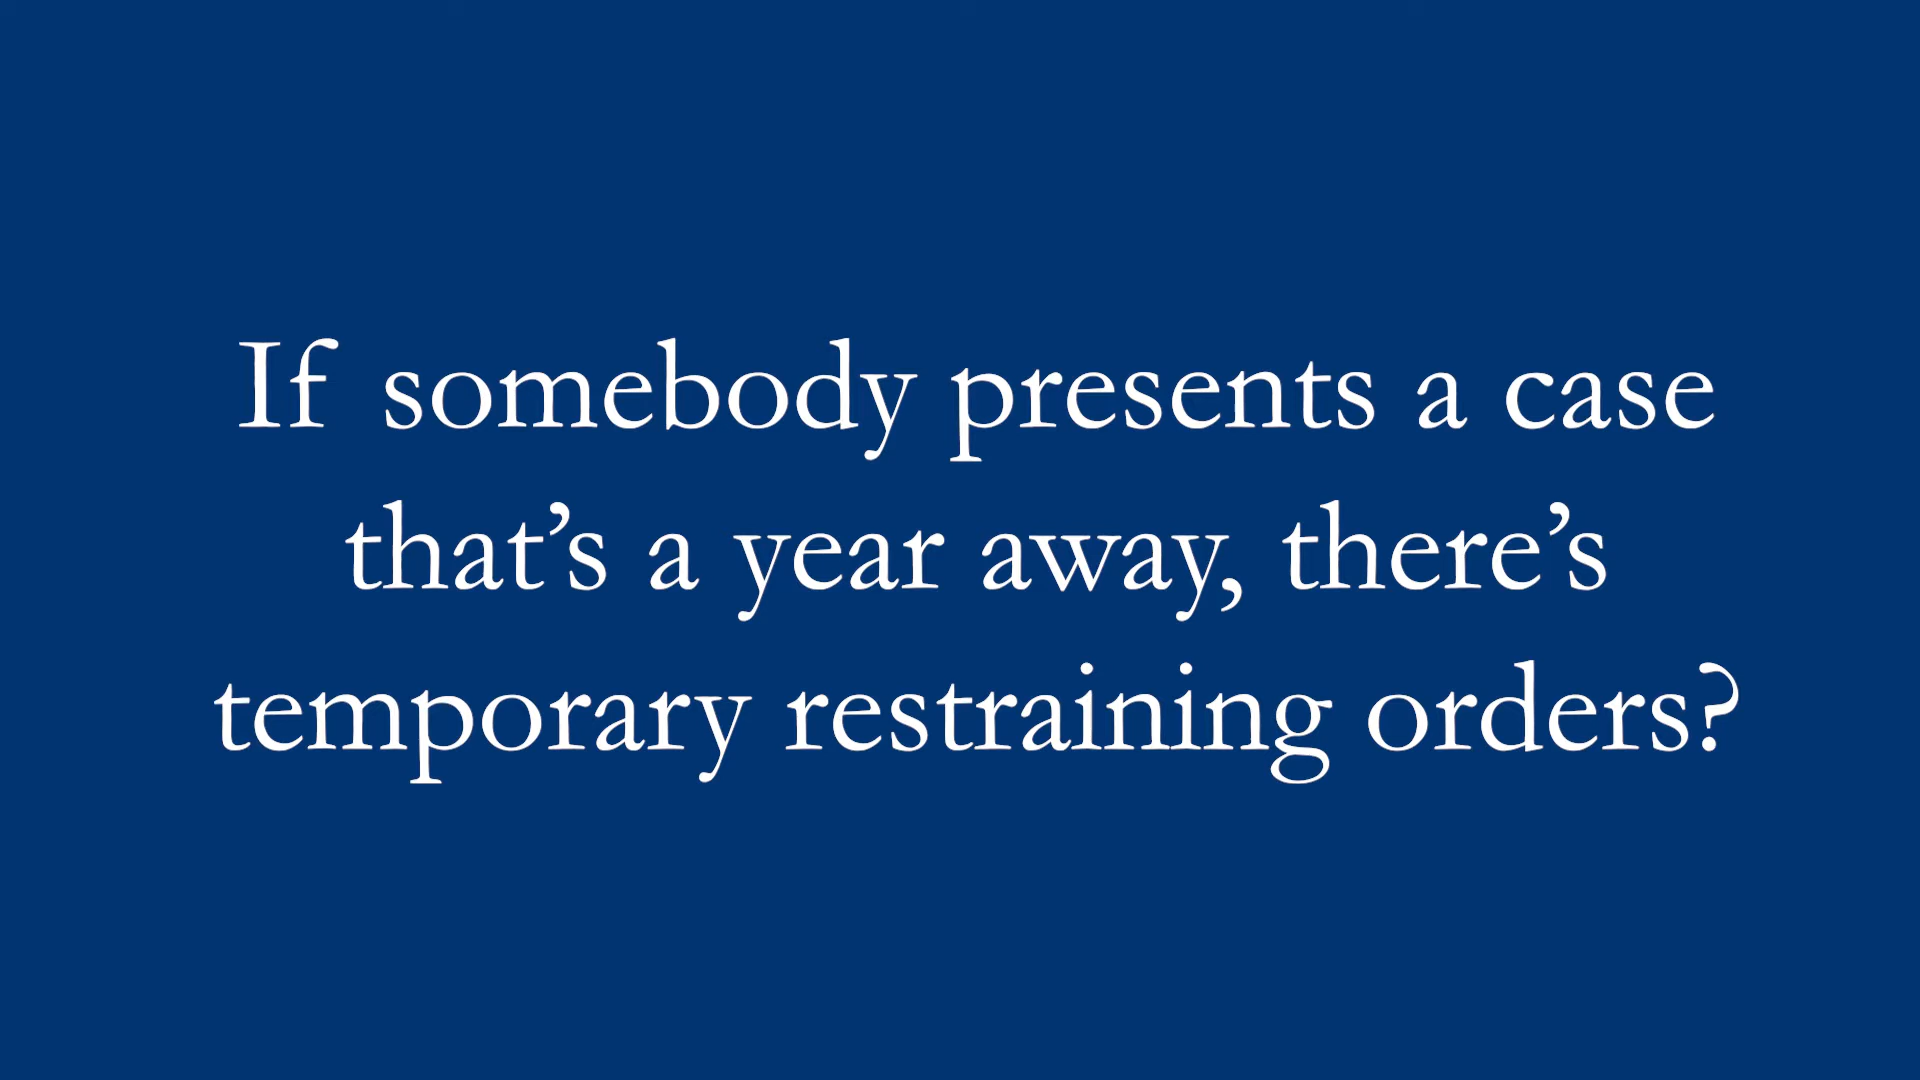 If somebody presents a case
that’s a year away, there’s
temporary restraining orders?